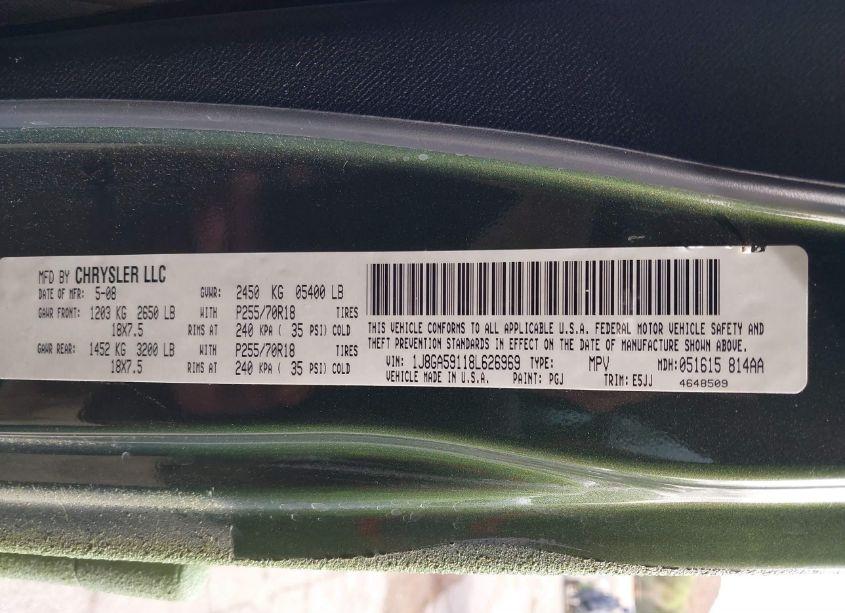 MFD BY CHRYSLER LLC
DATE OF MFR: 5-08 GVWR: 2450 KG 05400 LB
GAWR FRONT: 1203 KG 2650 LB WITH P255/70R18 TIRES
18X7.5 RIMS AT 240 KPA ( 35 PSI) COLD
GAWR REAR: 1452 KG 3200 LB WITH P255/70R18 TIRES
18X7.5 RIMS AT 240 KPA ( 35 PSI) COLD
THIS VEHICLE CONFORMS TO ALL APPLICABLE U.S.A. FEDERAL MOTOR VEHICLE SAFETY AND
THEFT PREVENTION STANDARDS IN EFFECT ON THE DATE OF MANUFACTURE SHOWN ABOVE.
VIN: 1J8GA59118L626969 TYPE: MPV MDH: 051615 814AA
VEHICLE MADE IN U.S.A. PAINT: PGJ TRIM: E5JJ 4648509